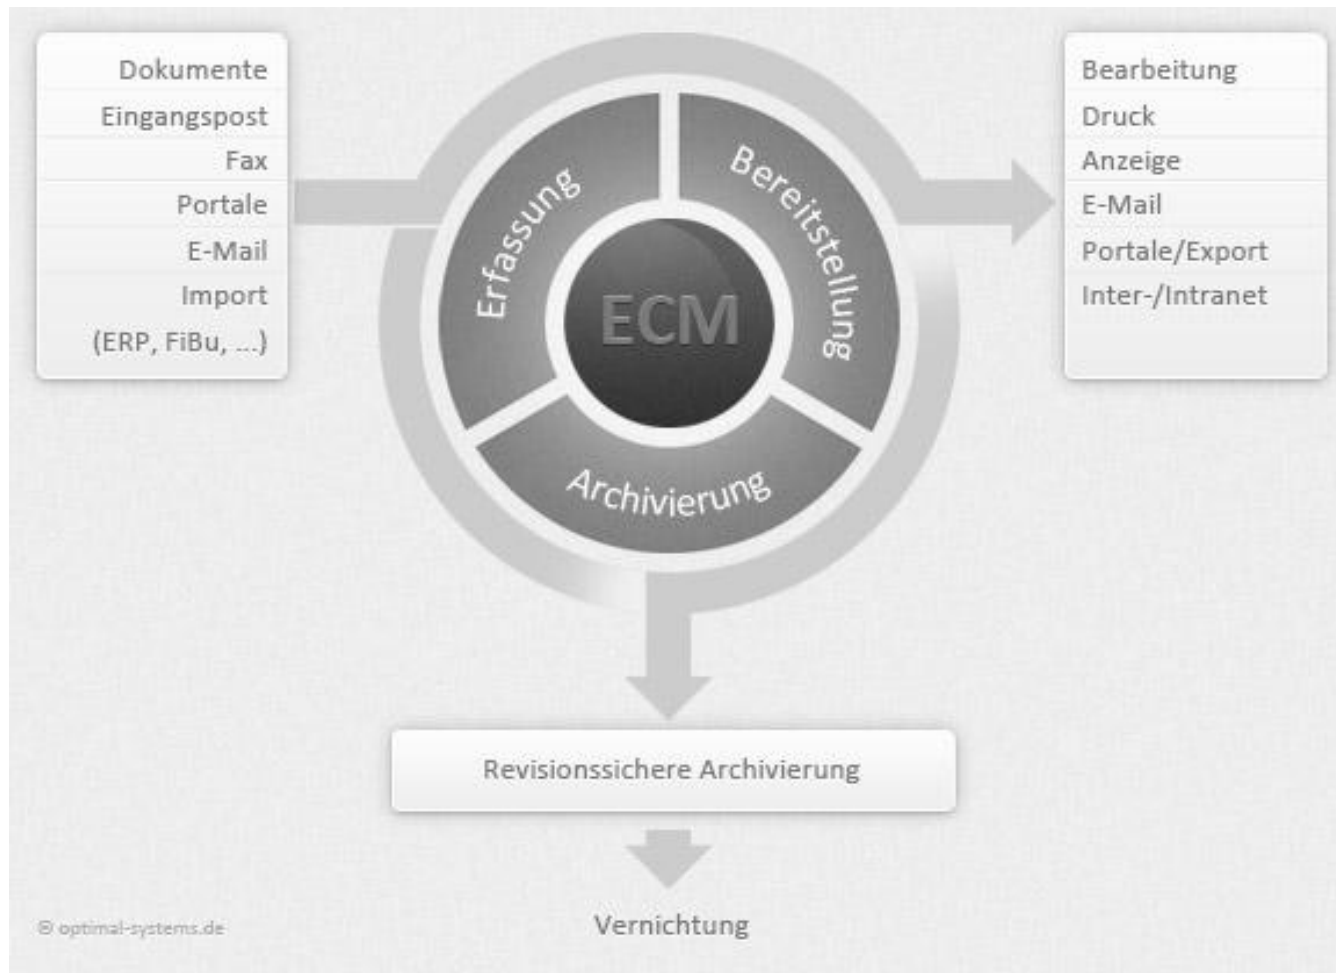 Dokumente
Eingangspost
Fax
Portale
E-Mail
Import
(ERP, FiBu, ...)
Erfassung
Bereitstellung
ECM
Archivierung
Bearbeitung
Druck
Anzeige
E-Mail
Portale/Export
Inter-/Intranet
Revisionssichere Archivierung
Vernichtung
© optimal-systems.de